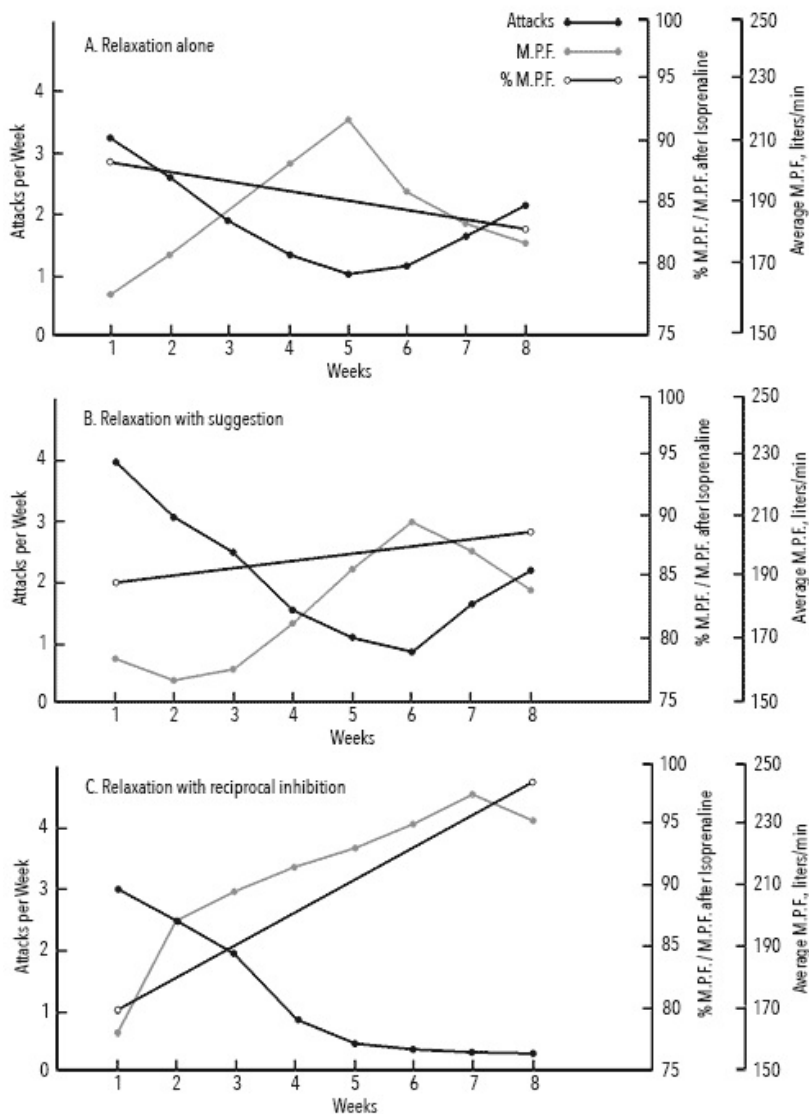 A. Relaxation alone
Attacks
M.P.F.
% M.P.F.
Attacks per Week
4
3
2
1
0
1 2 3 4 5 6 7 8
Weeks
100
95
90
85
80
75
% M.P.F. / M.P.F. after Isoprenaline
250
230
210
190
170
150
Average M.P.F., liters/min
B. Relaxation with suggestion
Attacks per Week
4
3
2
1
0
1 2 3 4 5 6 7 8
Weeks
100
95
90
85
80
75
% M.P.F. / M.P.F. after Isoprenaline
250
230
210
190
170
150
Average M.P.F., liters/min
C. Relaxation with reciprocal inhibition
Attacks per Week
4
3
2
1
0
1 2 3 4 5 6 7 8
Weeks
100
95
90
85
80
75
% M.P.F. / M.P.F. after Isoprenaline
250
230
210
190
170
150
Average M.P.F., liters/min